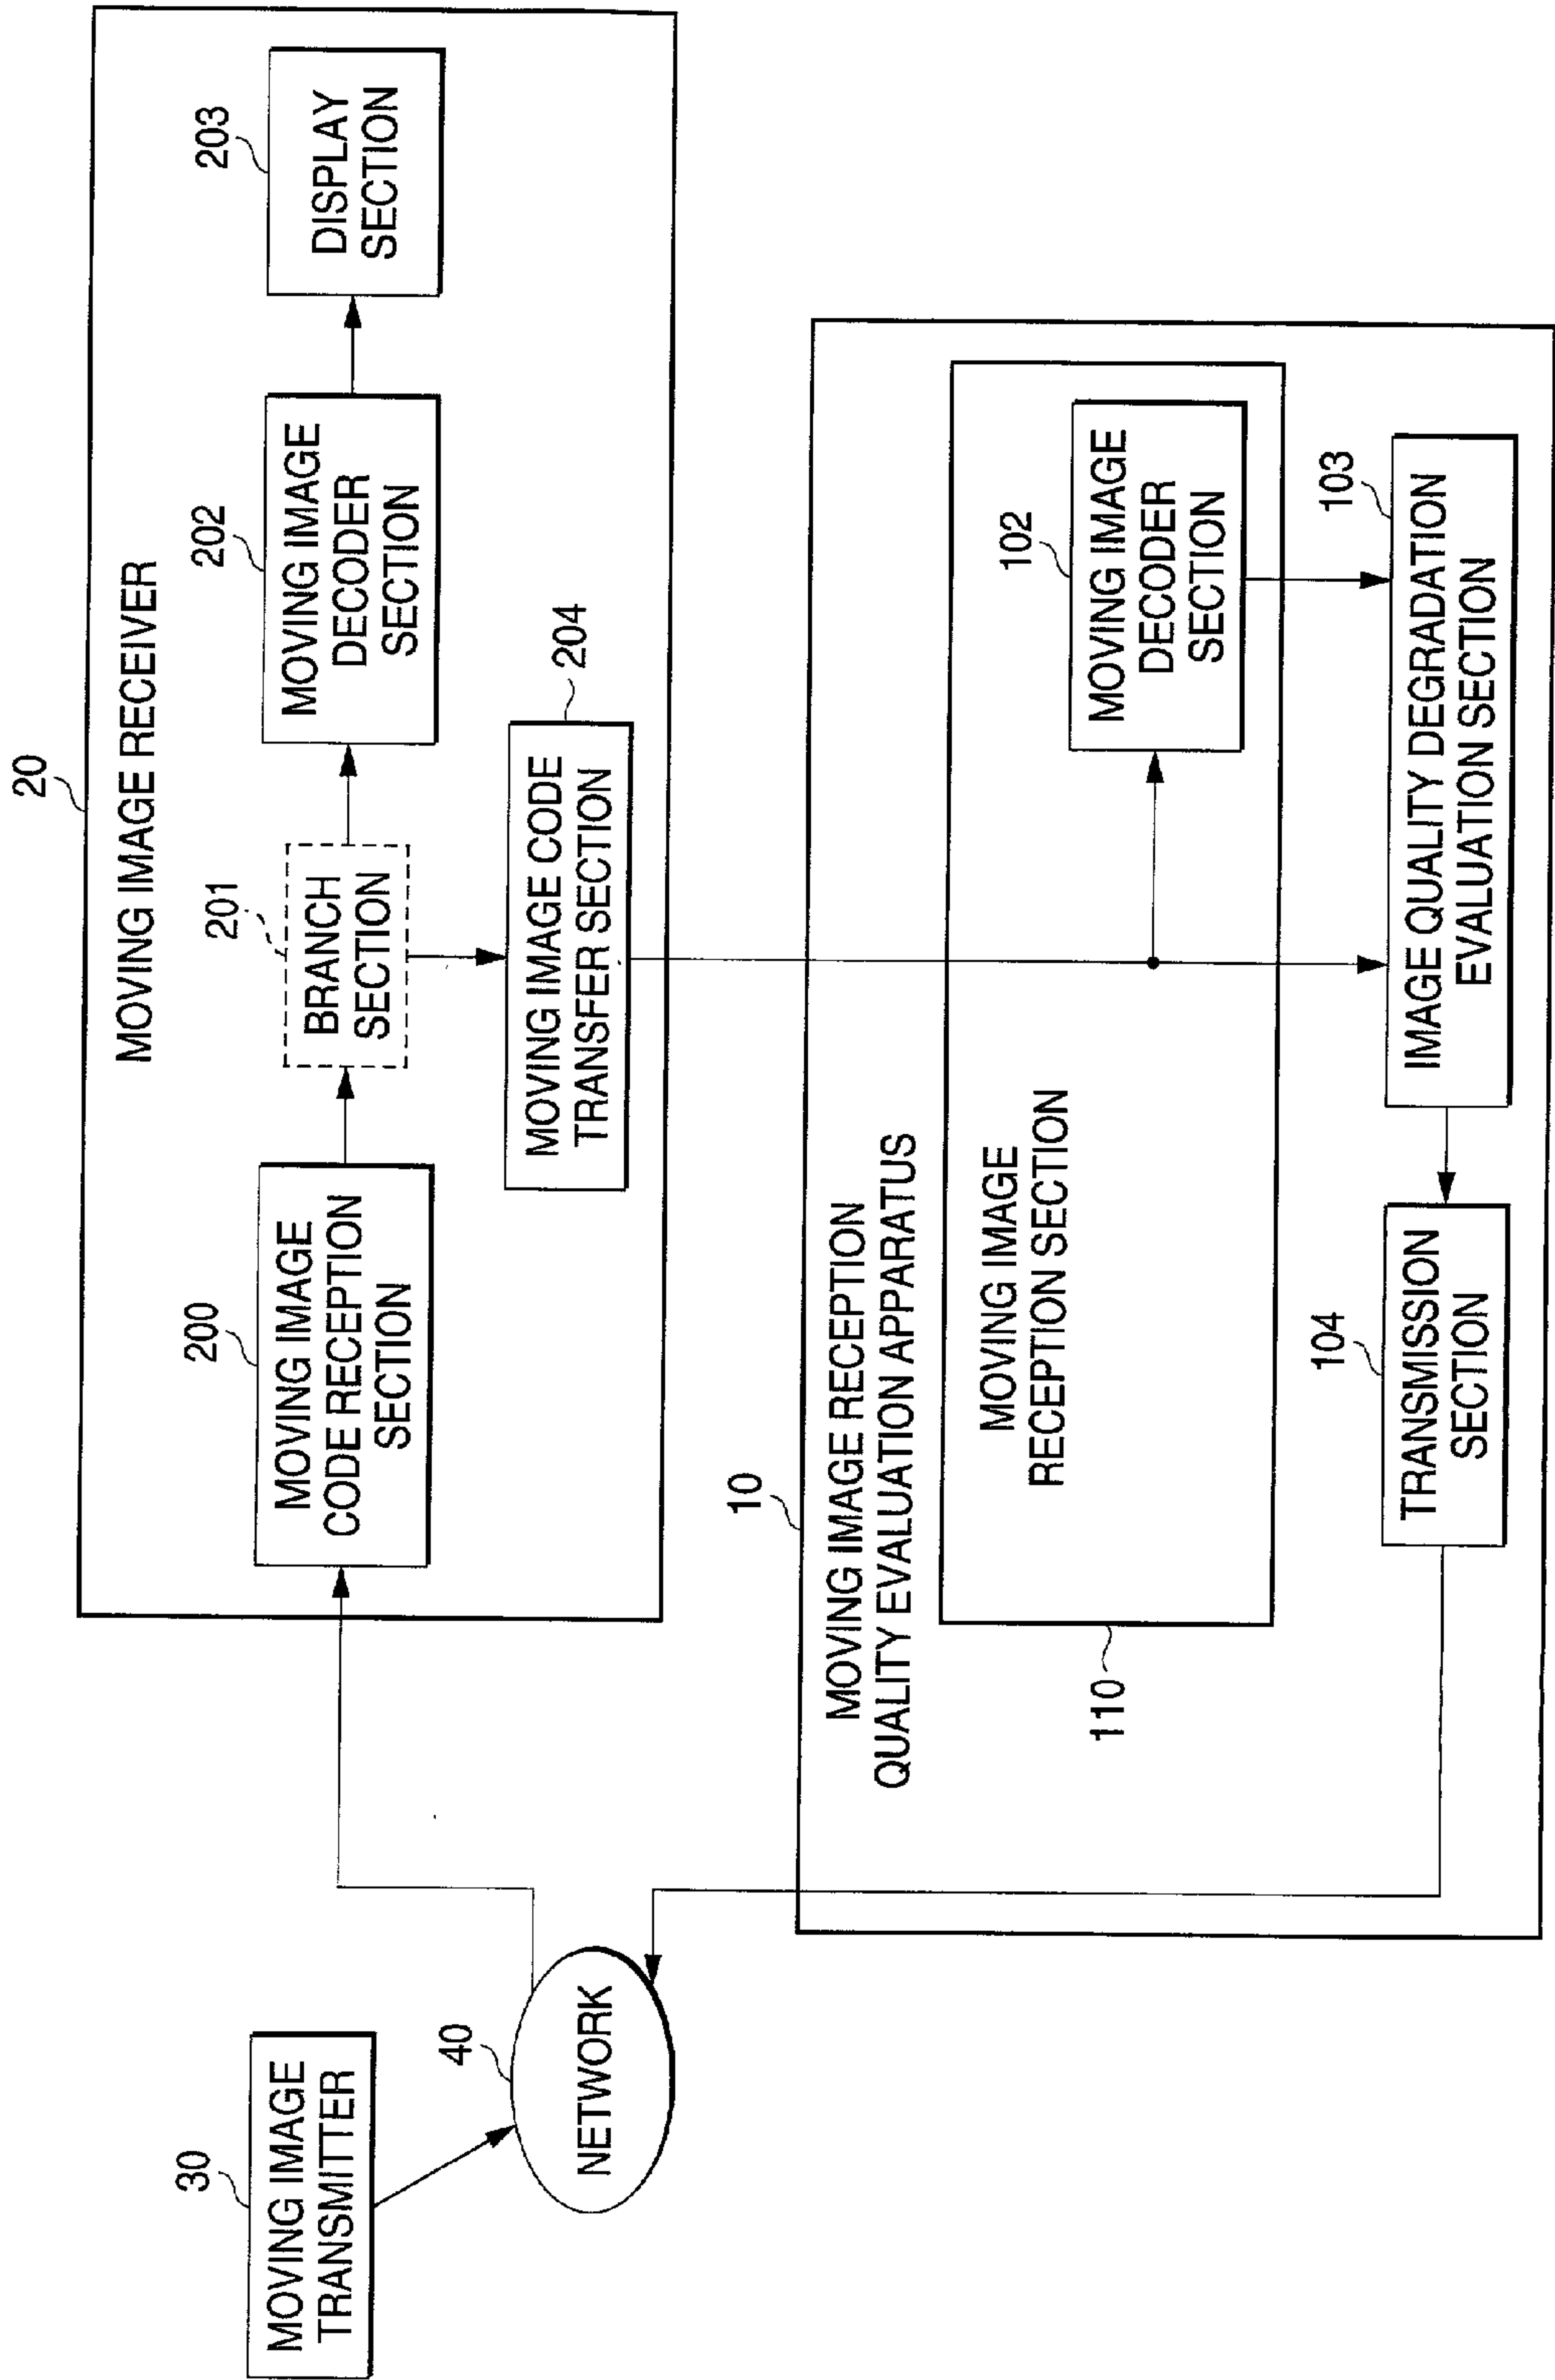 20
MOVING IMAGE RECEIVER
200
MOVING IMAGE
CODE RECEPTION
SECTION
201
BRANCH
SECTION
202
MOVING IMAGE
DECODER
SECTION
203
DISPLAY
SECTION
204
MOVING IMAGE CODE
TRANSFER SECTION
30
MOVING IMAGE
TRANSMITTER
40
NETWORK
10
MOVING IMAGE RECEPTION
QUALITY EVALUATION APPARATUS
110
MOVING IMAGE
RECEPTION SECTION
102
MOVING IMAGE
DECODER
SECTION
103
IMAGE QUALITY DEGRADATION
EVALUATION SECTION
104
TRANSMISSION
SECTION